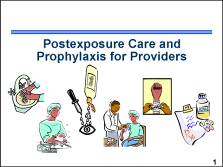 Postexposure Care and
Prophylaxis for Providers
1